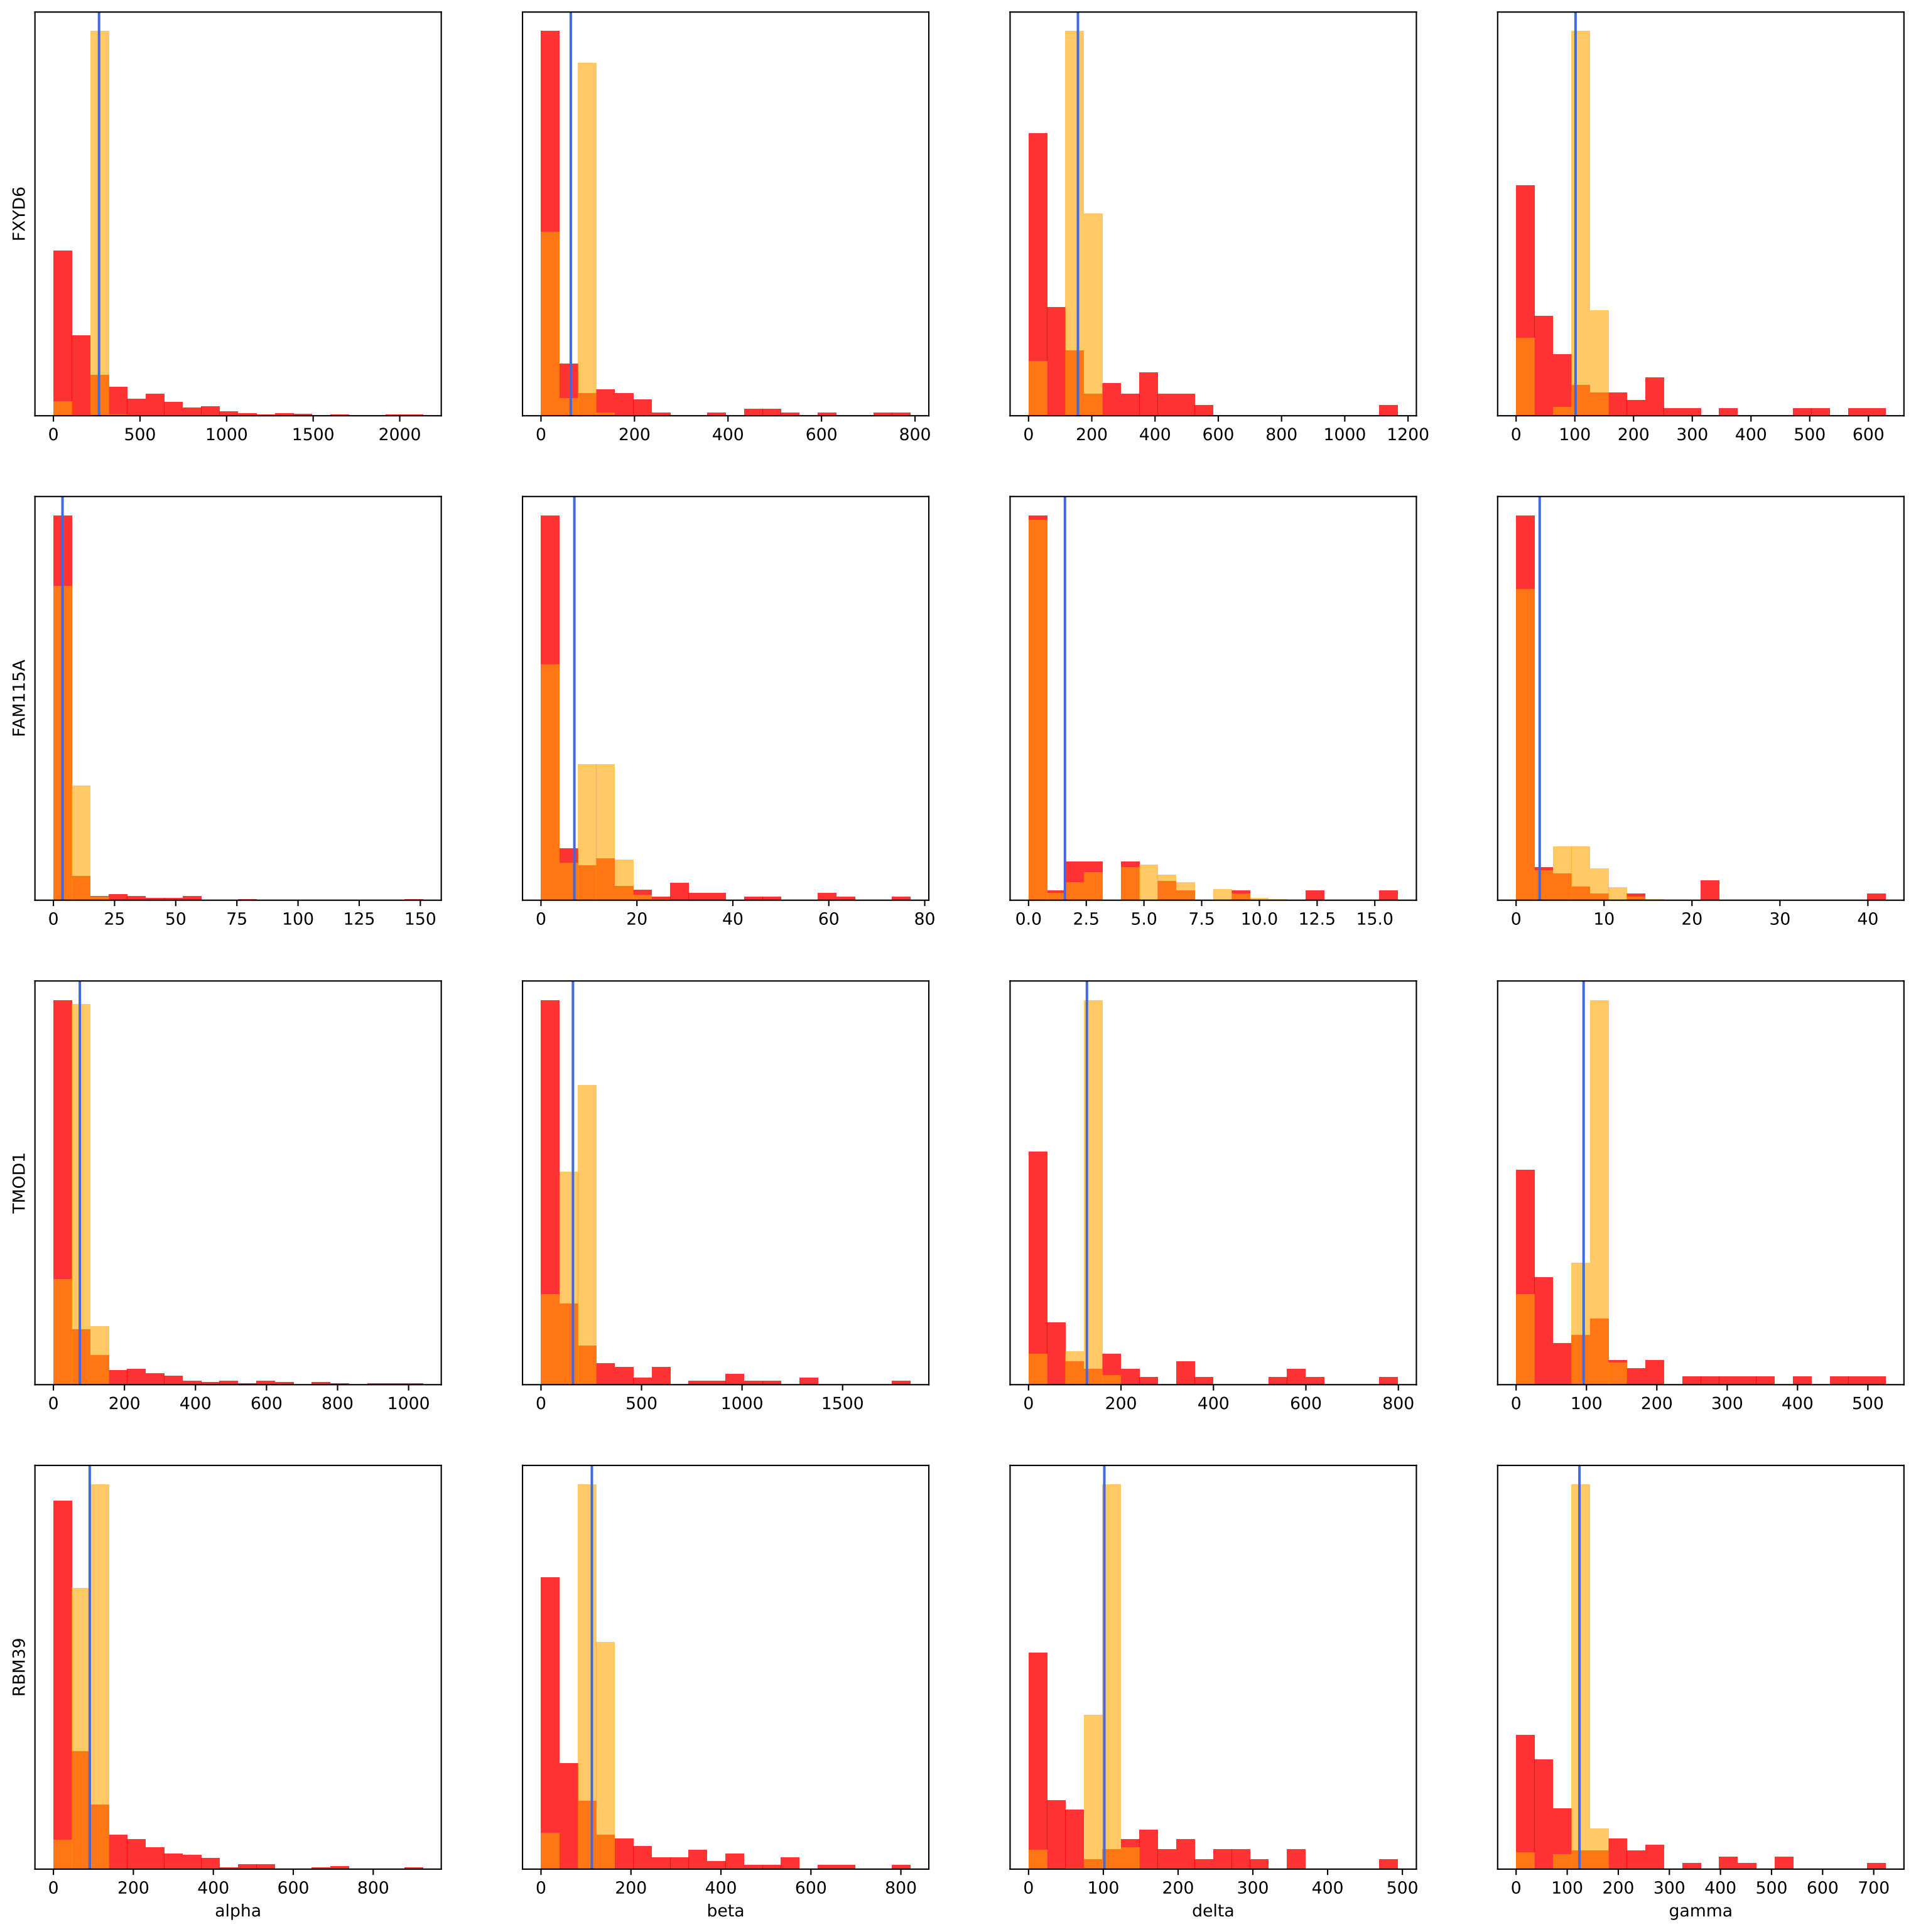 FXYD6
0 500 1000 1500 2000
0 200 400 600 800
0 200 400 600 800 1000 1200
0 100 200 300 400 500 600
FAM115A
0 25 50 75 100 125 150
0 20 40 60 80
0.0 2.5 5.0 7.5 10.0 12.5 15.0
0 10 20 30 40
TMOD1
0 200 400 600 800 1000
0 500 1000 1500
0 200 400 600 800
0 100 200 300 400 500
RBM39
0 200 400 600 800
0 200 400 600 800
0 100 200 300 400 500
0 100 200 300 400 500 600 700
alpha
beta
delta
gamma